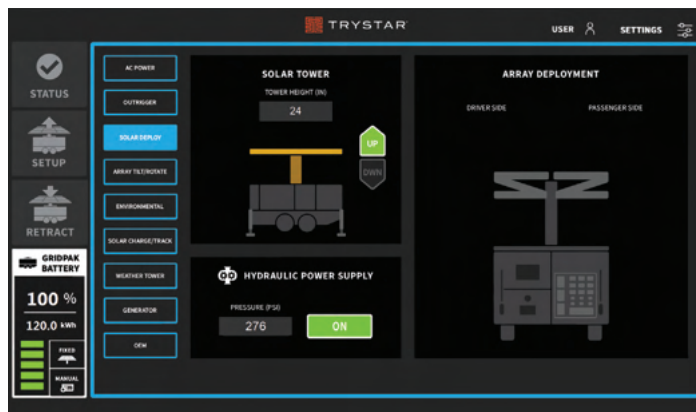 TRYSTAR
USER
SETTINGS
STATUS
SETUP
RETRACT
GRIDPAK
BATTERY
100 %
120.0 kWh
FIXED
MANUAL
AC POWER
OUTRIGGER
SOLAR DEPLOY
ARRAY TILT/ROTATE
ENVIRONMENTAL
SOLAR CHARGE/TRACK
WEATHER TOWER
GENERATOR
OEM
SOLAR TOWER
TOWER HEIGHT (IN)
24
UP
DWN
HYDRAULIC POWER SUPPLY
PRESSURE (PSI)
276
ON
ARRAY DEPLOYMENT
DRIVER SIDE
PASSENGER SIDE